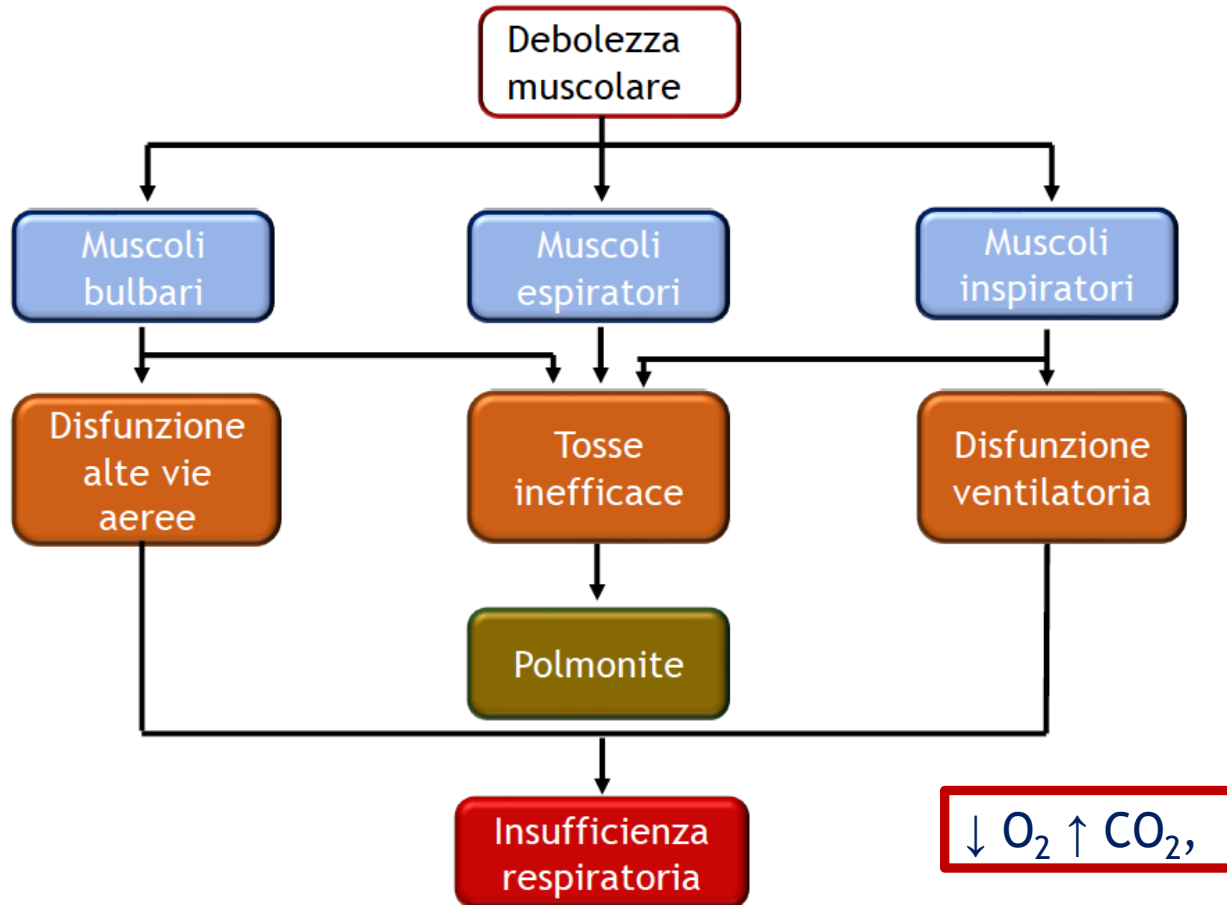 Debolezza
muscolare
Muscoli
bulbari
Muscoli
espiratori
Muscoli
inspiratori
Disfunzione
alte vie
aeree
Tosse
inefficace
Disfunzione
ventilatoria
Polmonite
Insufficienza
respiratoria
↓ O₂ ↑ CO₂,